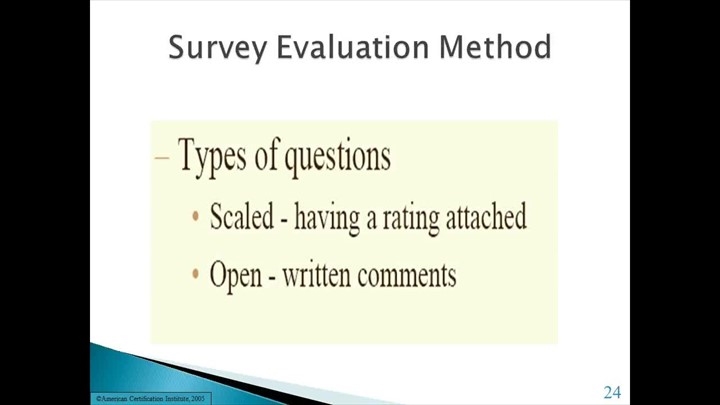 Survey Evaluation Method
– Types of questions
• Scaled - having a rating attached
• Open - written comments
©American Certification Institute, 2005
24